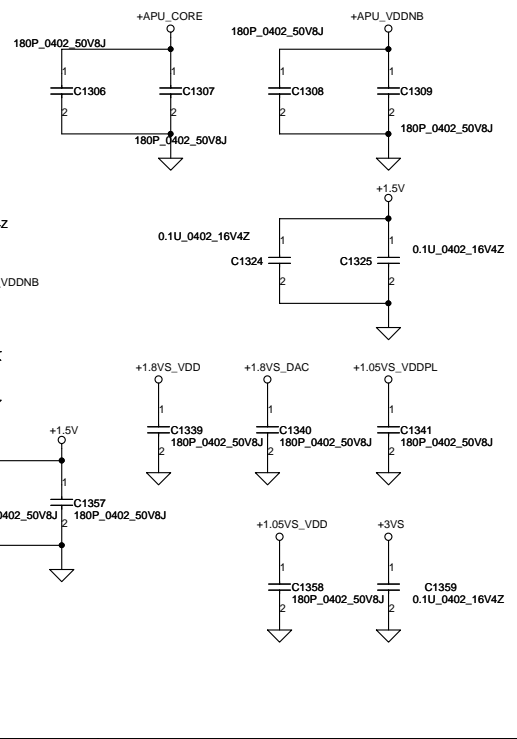 +APU_CORE
+APU_VDDNB
180P_0402_50V8J
180P_0402_50V8J
1
1
1
1
C1306
C1307
C1308
C1309
2
2
2
2
180P_0402_50V8J
180P_0402_50V8J
+1.5V
Z
0.1U_0402_16V4Z
1
1
0.1U_0402_16V4Z
C1324
C1325
2
2
_VDDNB
+1.8VS_VDD
+1.8VS_DAC
+1.05VS_VDDPL
1
1
1
C1339
C1340
C1341
180P_0402_50V8J
180P_0402_50V8J
180P_0402_50V8J
2
2
2
+1.5V
1
C1357
0402_50V8J
180P_0402_50V8J
2
+1.05VS_VDD
+3VS
1
1
C1358
C1359
180P_0402_50V8J
0.1U_0402_16V4Z
2
2